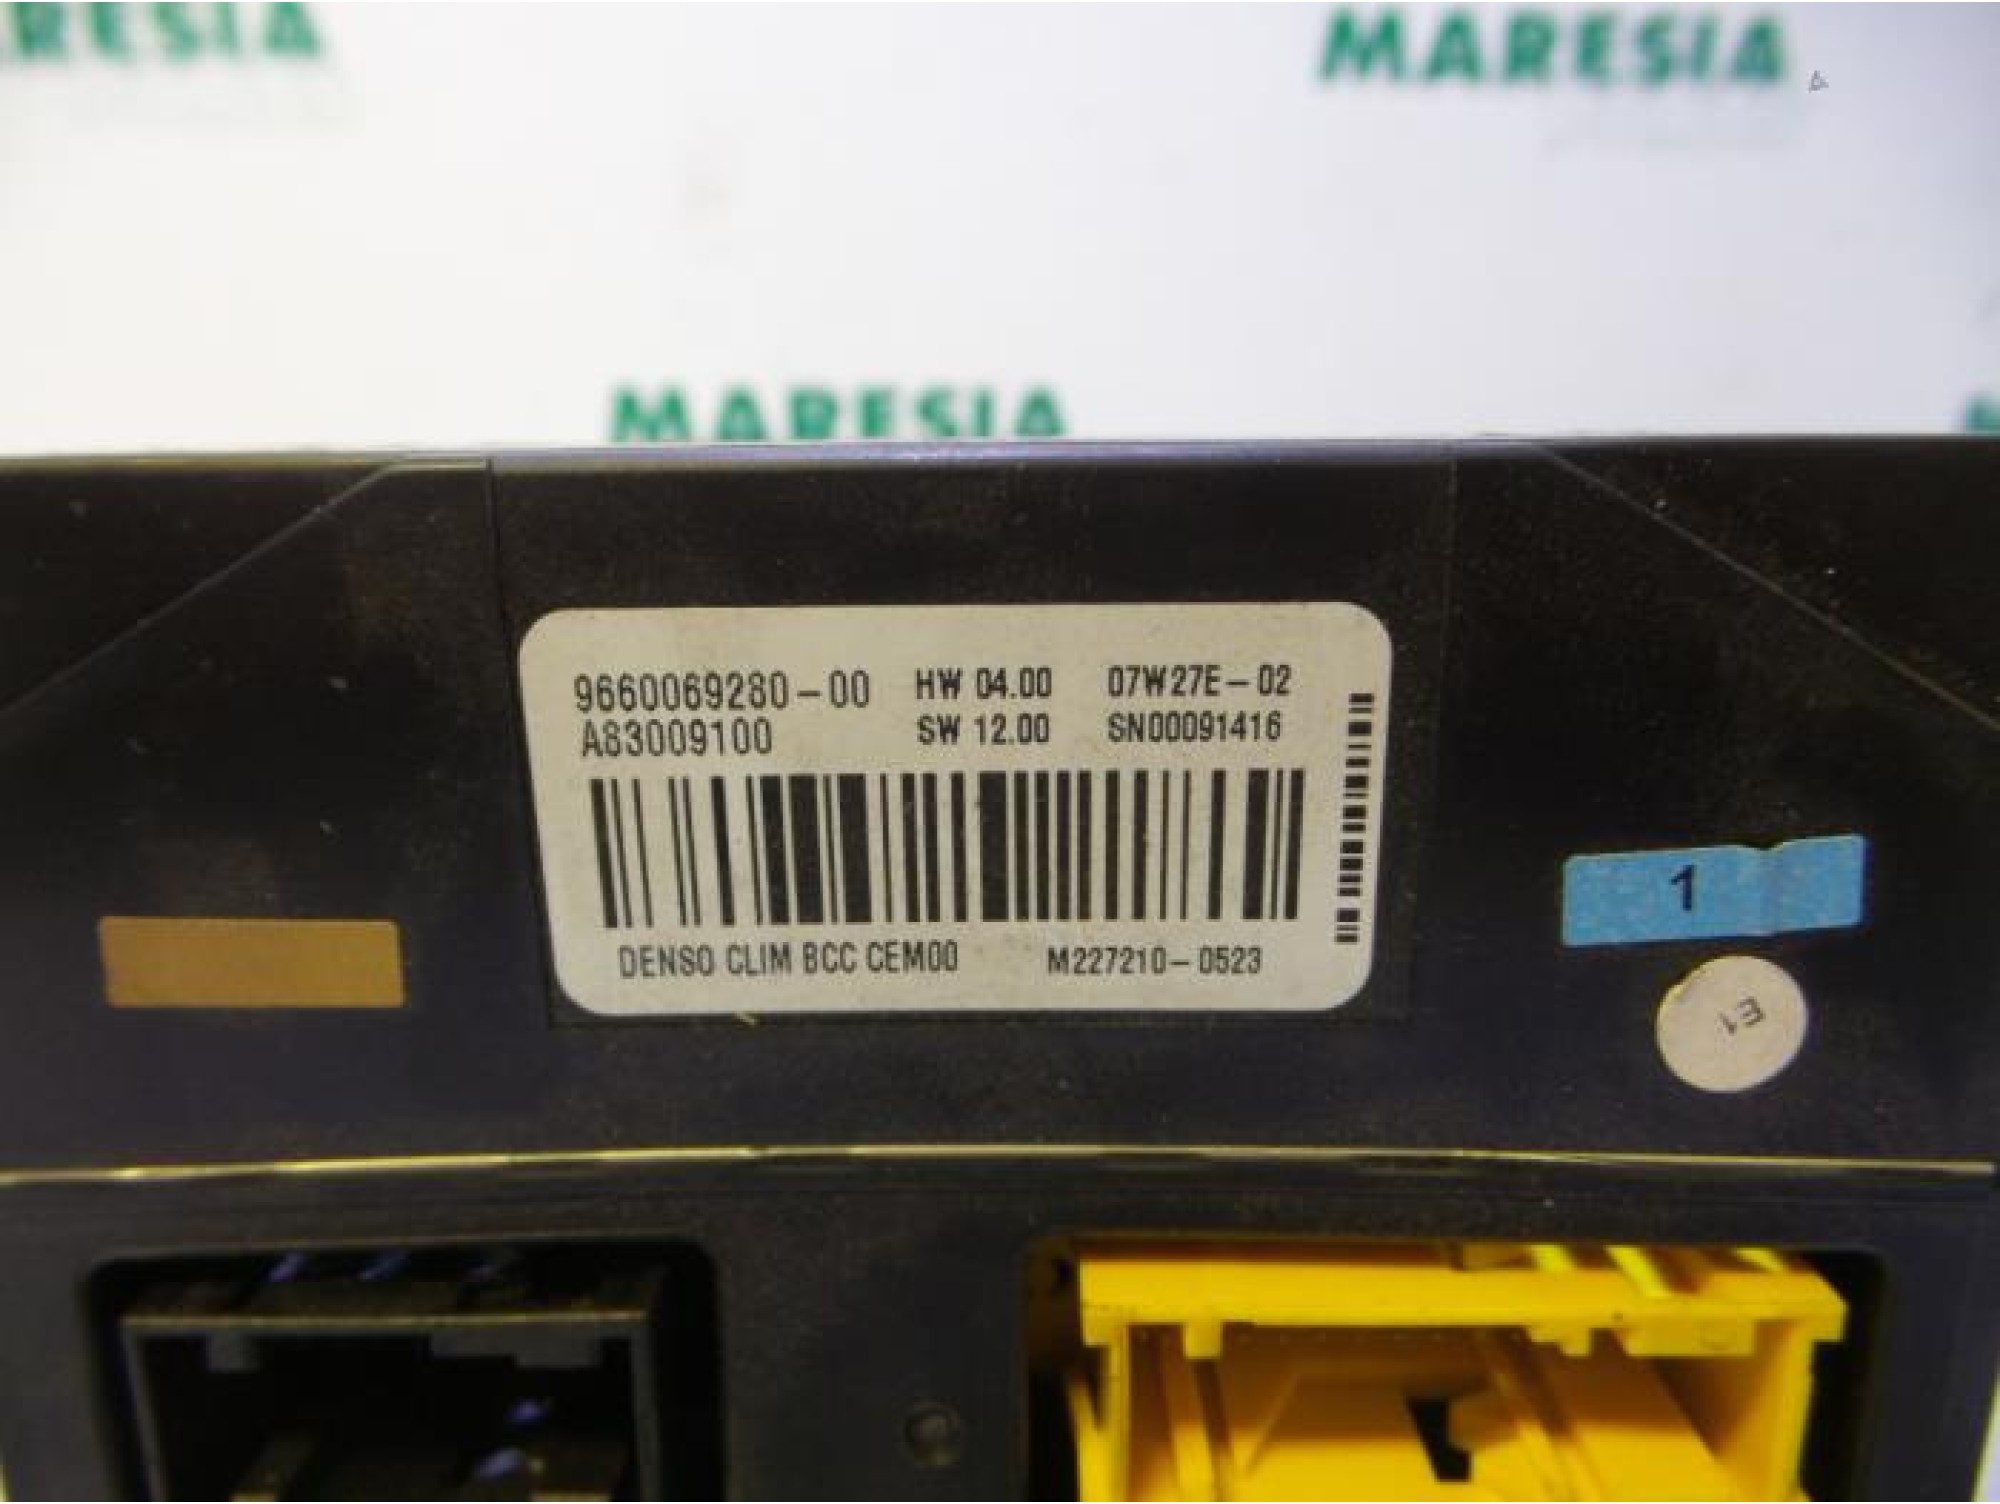 MARESIA
MARESIA
MARESIA
9660069280-00 HW 04.00 07W27E-02
A83009100 SW 12.00 SN00091416
DENSO CLIM BCC CEM00 M227210-0523
1
E1